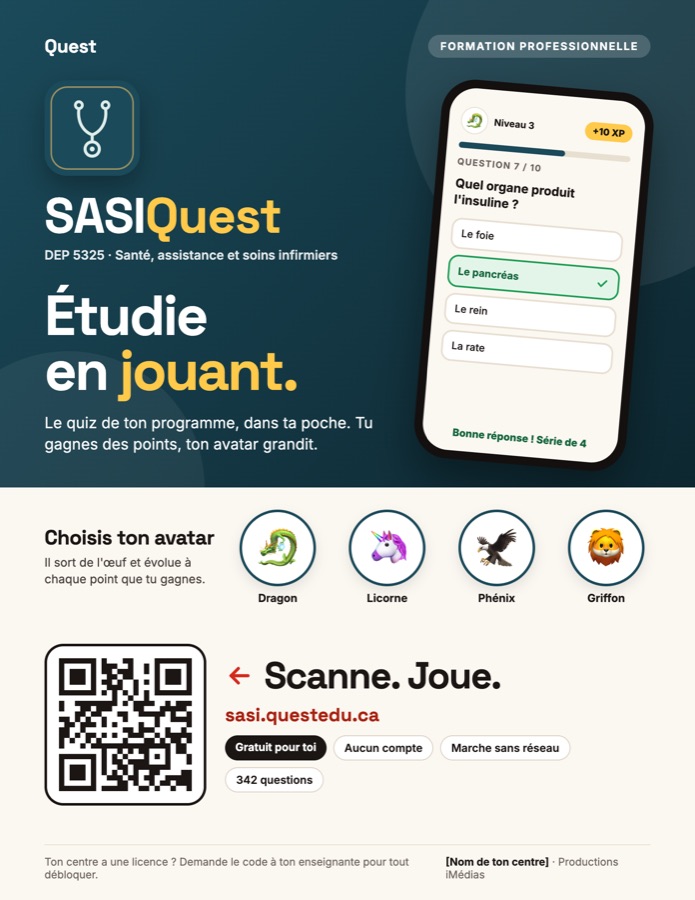 Quest
FORMATION PROFESSIONNELLE
SASIQuest
DEP 5325 · Santé, assistance et soins infirmiers
Étudie
en jouant.
Le quiz de ton programme, dans ta poche. Tu
gagnes des points, ton avatar grandit.
Niveau 3
+10 XP
QUESTION 7 / 10
Quel organe produit
l'insuline ?
Le foie
Le pancréas
Le rein
La rate
Bonne réponse ! Série de 4
Choisis ton avatar
Il sort de l'œuf et évolue à
chaque point que tu gagnes.
Dragon
Licorne
Phénix
Griffon
← Scanne. Joue.
sasi.questedu.ca
Gratuit pour toi
Aucun compte
Marche sans réseau
342 questions
Ton centre a une licence ? Demande le code à ton enseignante pour tout
débloquer.
[Nom de ton centre] · Productions
iMédias